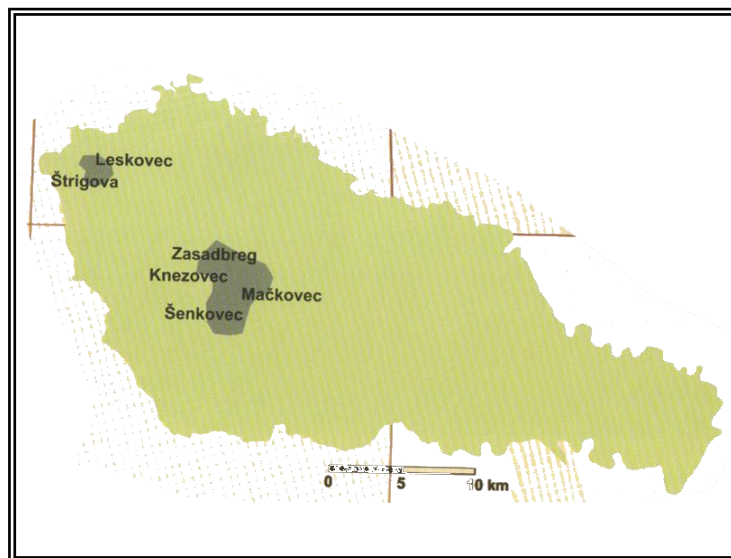 Leskovec
Štrigova
Zasadbreg
Knezovec
Mačkovec
Šenkovec
0 5 10 km